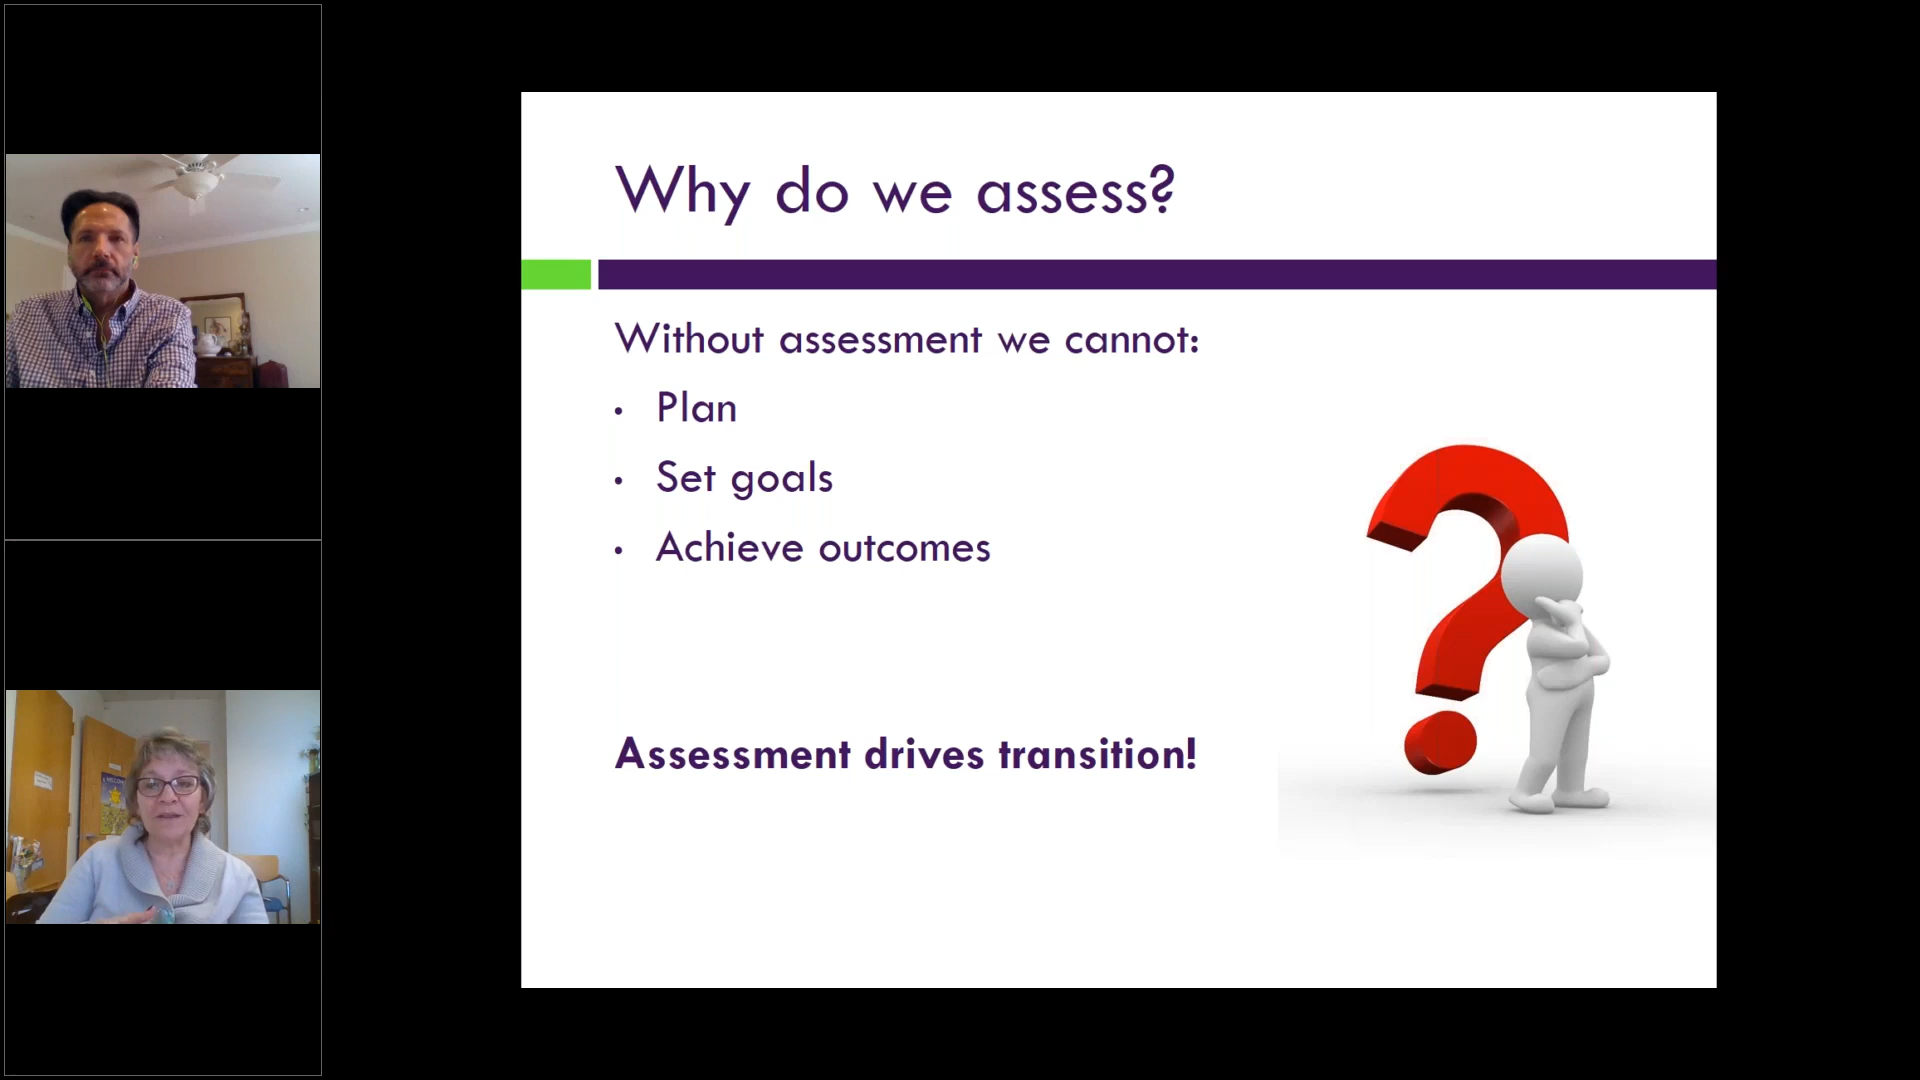 Why do we assess?
Without assessment we cannot:
• Plan
• Set goals
• Achieve outcomes
Assessment drives transition!